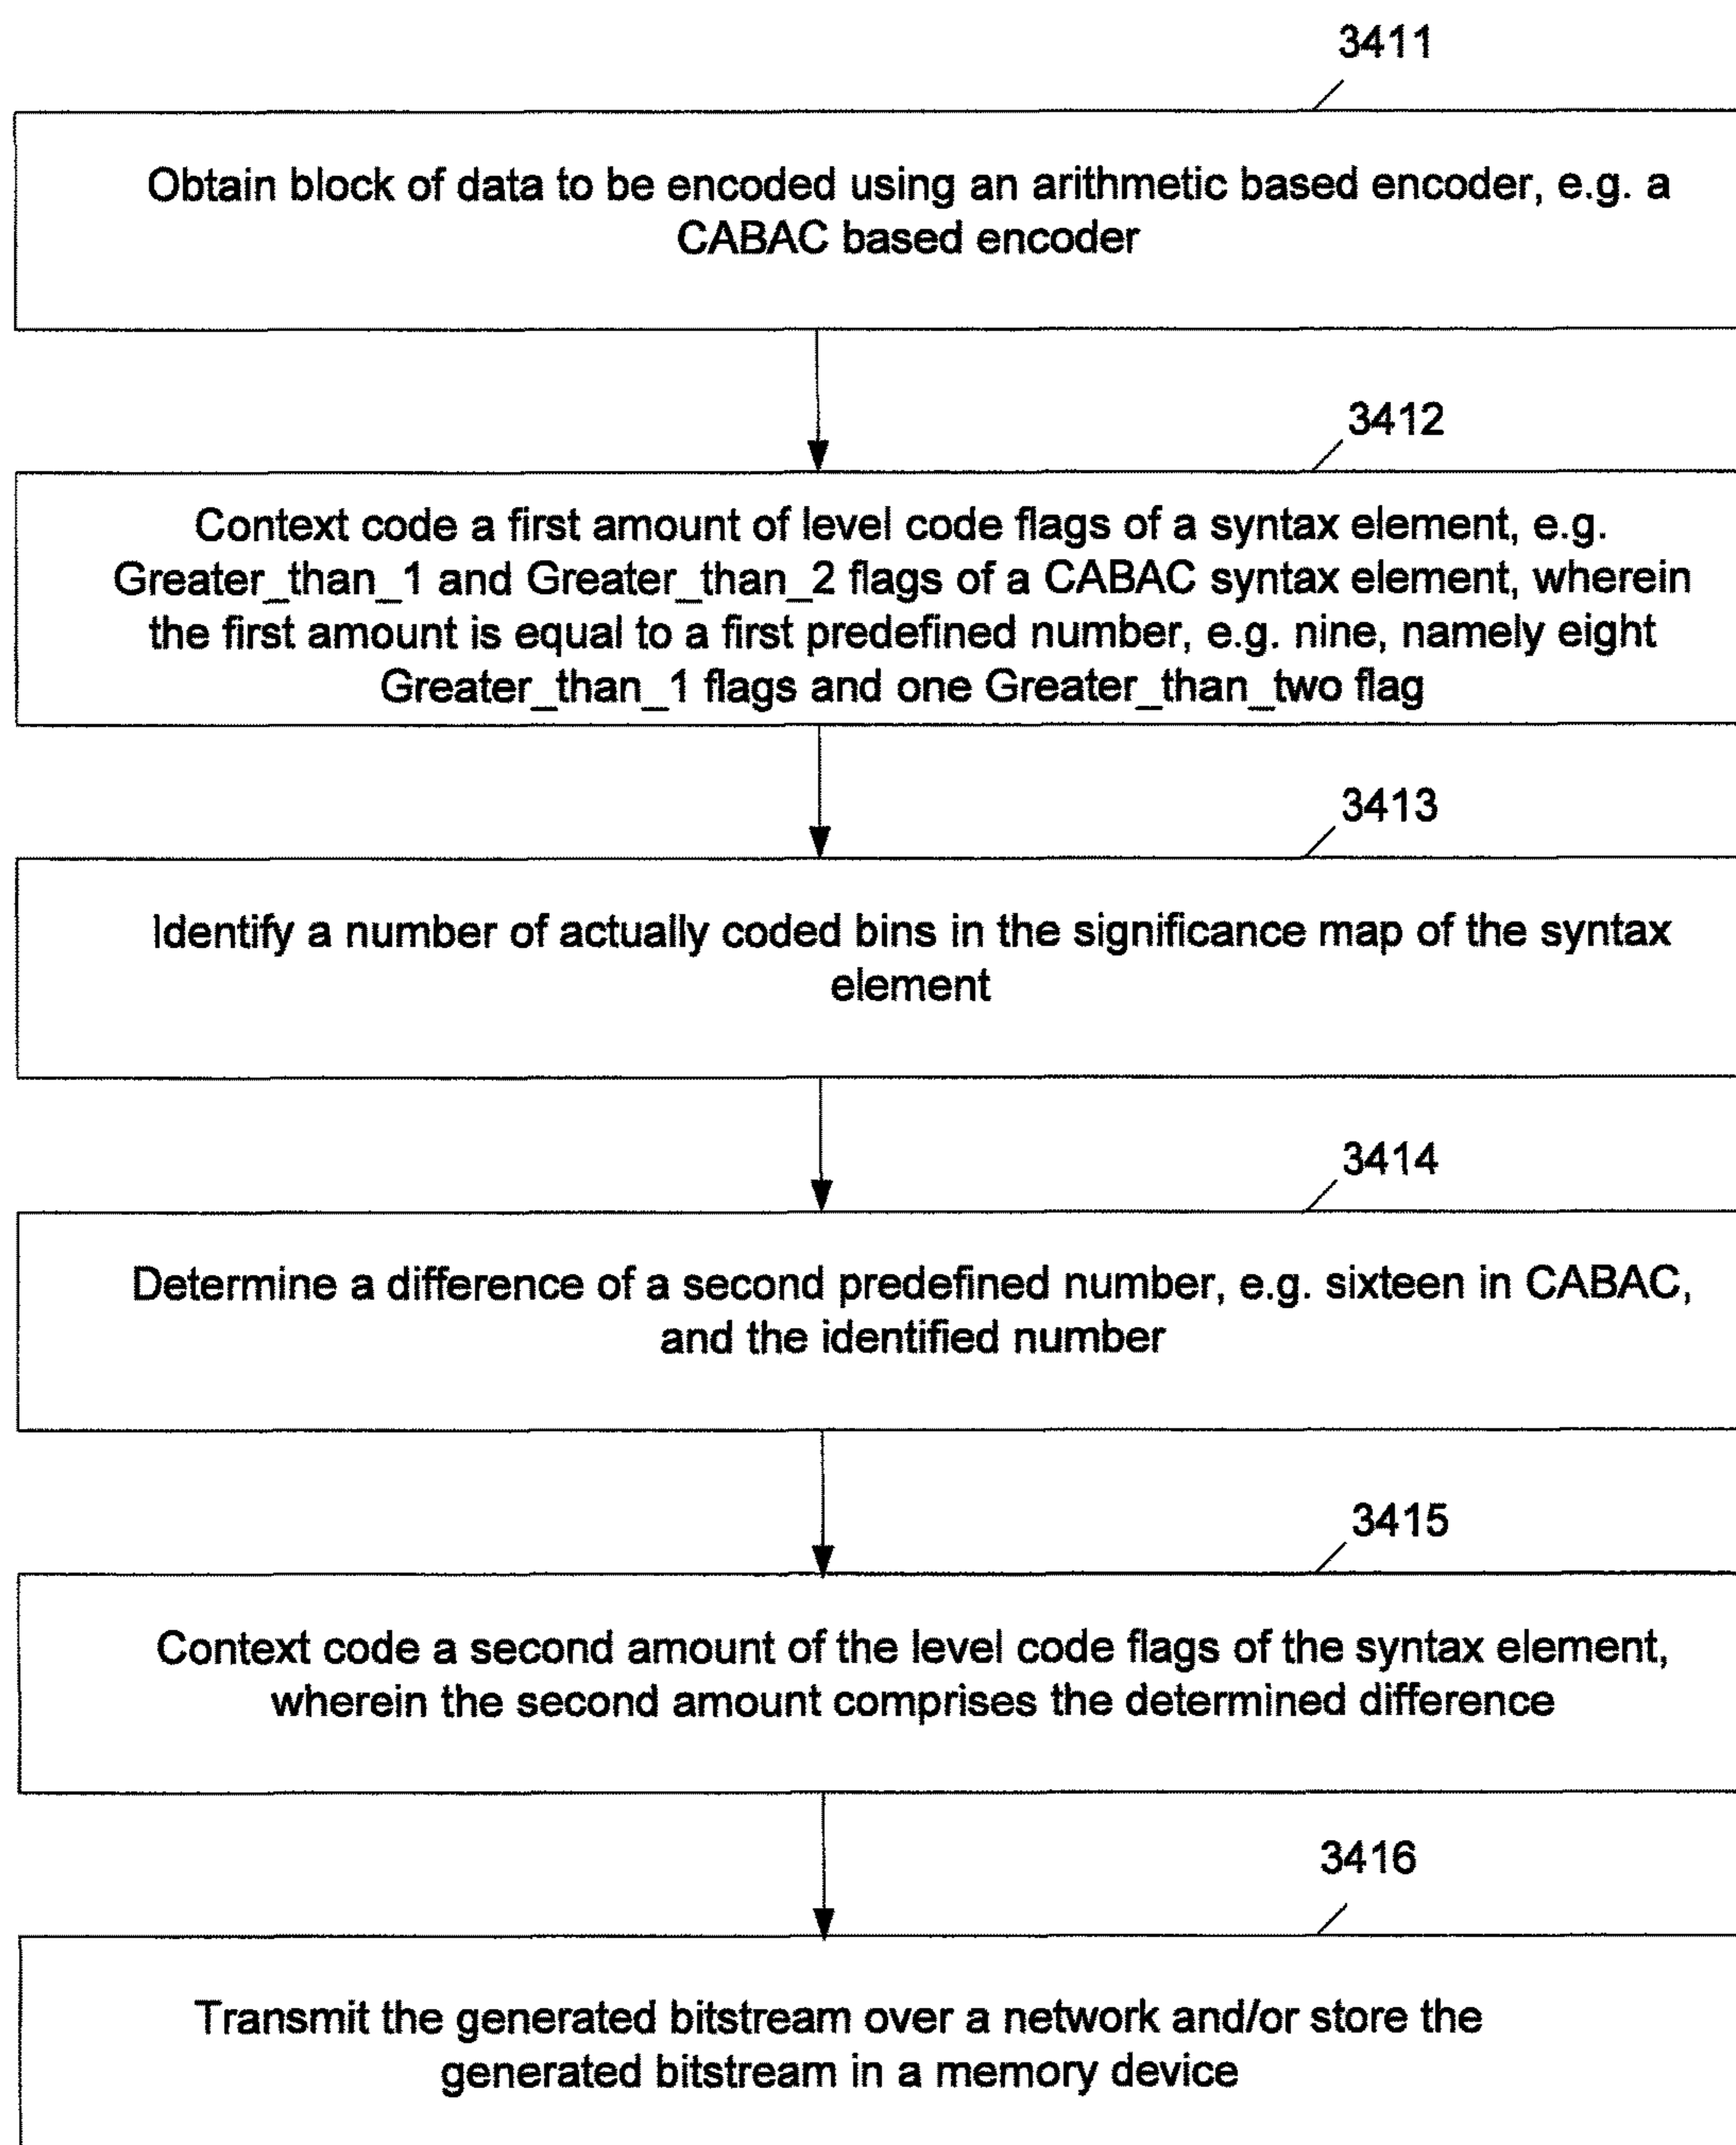 3411
Obtain block of data to be encoded using an arithmetic based encoder, e.g. a
CABAC based encoder
3412
Context code a first amount of level code flags of a syntax element, e.g.
Greater_than_1 and Greater_than_2 flags of a CABAC syntax element, wherein
the first amount is equal to a first predefined number, e.g. nine, namely eight
Greater_than_1 flags and one Greater_than_two flag
3413
Identify a number of actually coded bins in the significance map of the syntax
element
3414
Determine a difference of a second predefined number, e.g. sixteen in CABAC,
and the identified number
3415
Context code a second amount of the level code flags of the syntax element,
wherein the second amount comprises the determined difference
3416
Transmit the generated bitstream over a network and/or store the
generated bitstream in a memory device